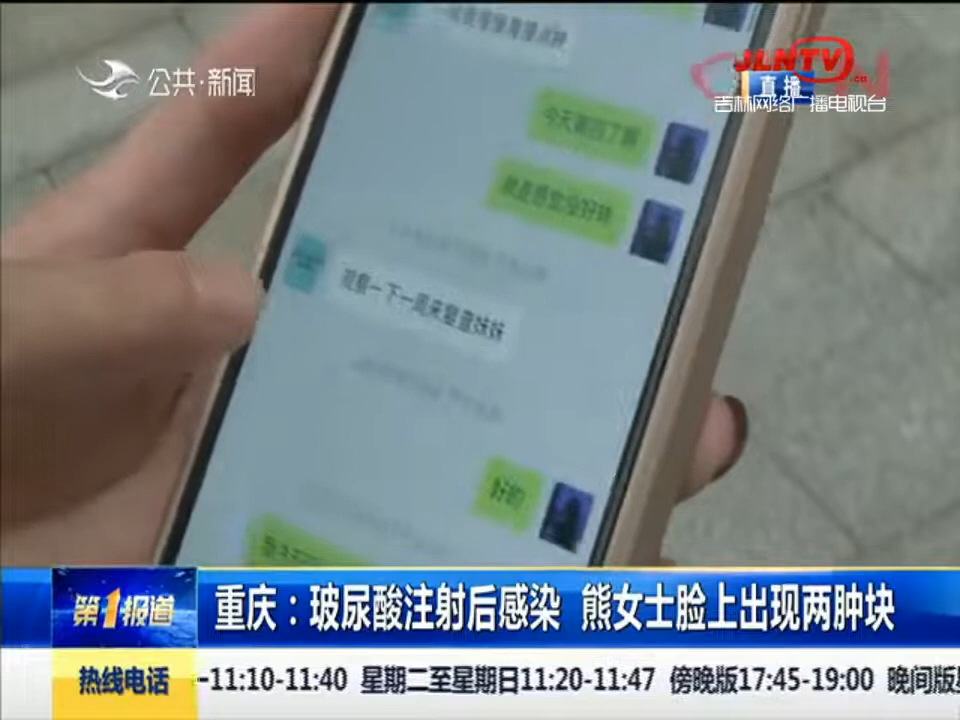 公共·新闻
JLNTV.cn
直播
吉林网络广播电视台
今天第四了解
就是感觉没好转
观察一下一周来复查妹妹
好的
第1报道
重庆：玻尿酸注射后感染 熊女士脸上出现两肿块
热线电话
-11:10-11:40 星期二至星期日11:20-11:47 傍晚版17:45-19:00 晚间版